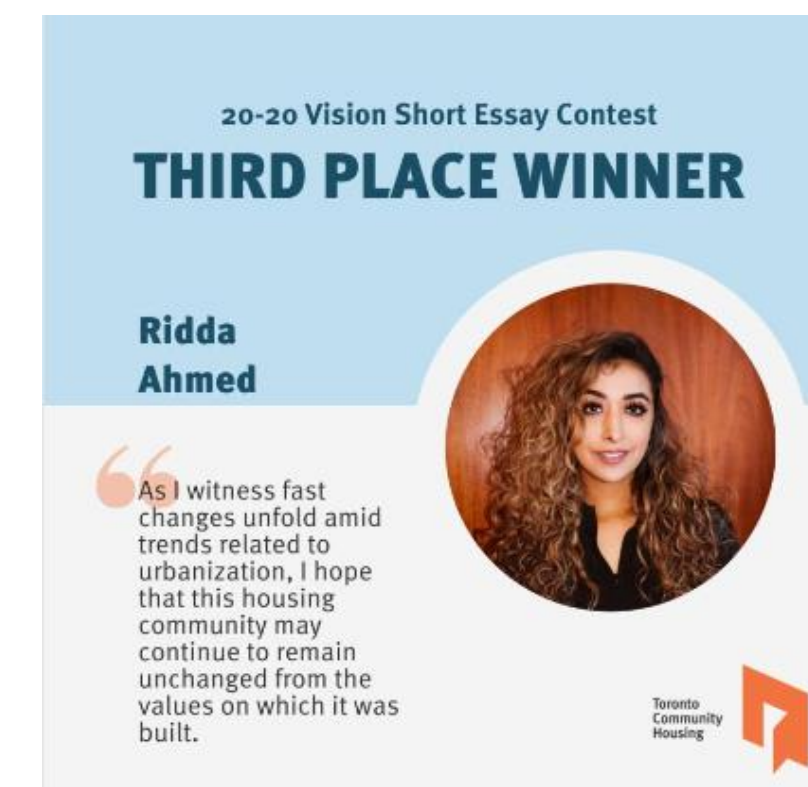 20-20 Vision Short Essay Contest
THIRD PLACE WINNER
Ridda
Ahmed
As I witness fast
changes unfold amid
trends related to
urbanization, I hope
that this housing
community may
continue to remain
unchanged from the
values on which it was
built.
Toronto
Community
Housing